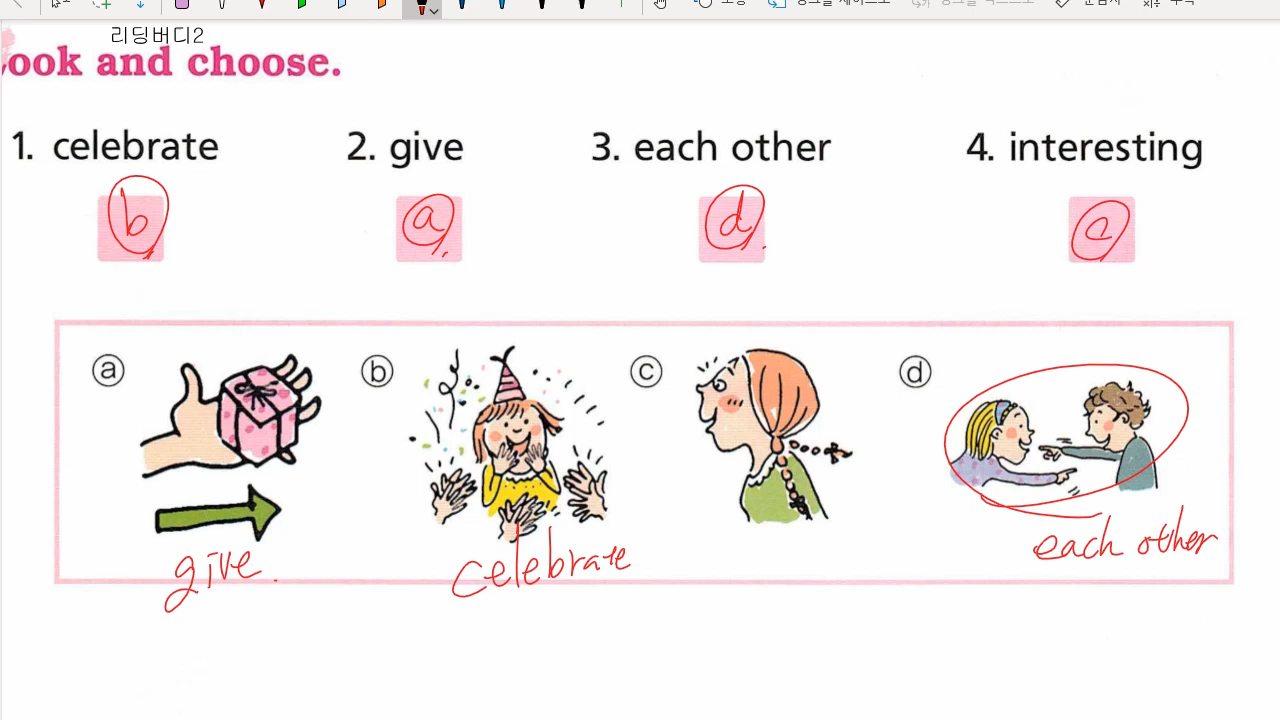 리딩버디2
ook and choose.
1. celebrate 2. give 3. each other 4. interesting
b a d c
ⓐ ⓑ ⓒ ⓓ
give celebrate each other